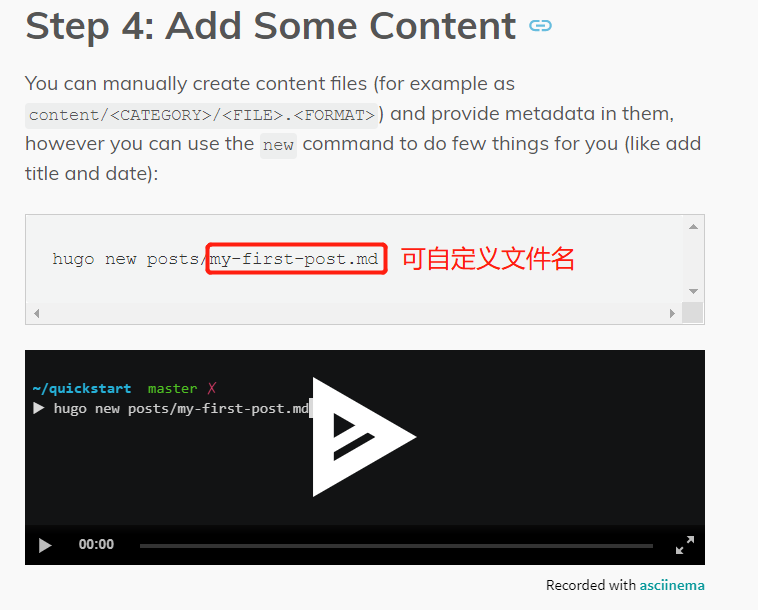 Step 4: Add Some Content
You can manually create content files (for example as
content/<CATEGORY>/<FILE>.<FORMAT>) and provide metadata in them,
however you can use the new command to do few things for you (like add
title and date):
hugo new posts/my-first-post.md 可自定义文件名
~/quickstart master ✗
▶ hugo new posts/my-first-post.md
00:00
Recorded with asciinema